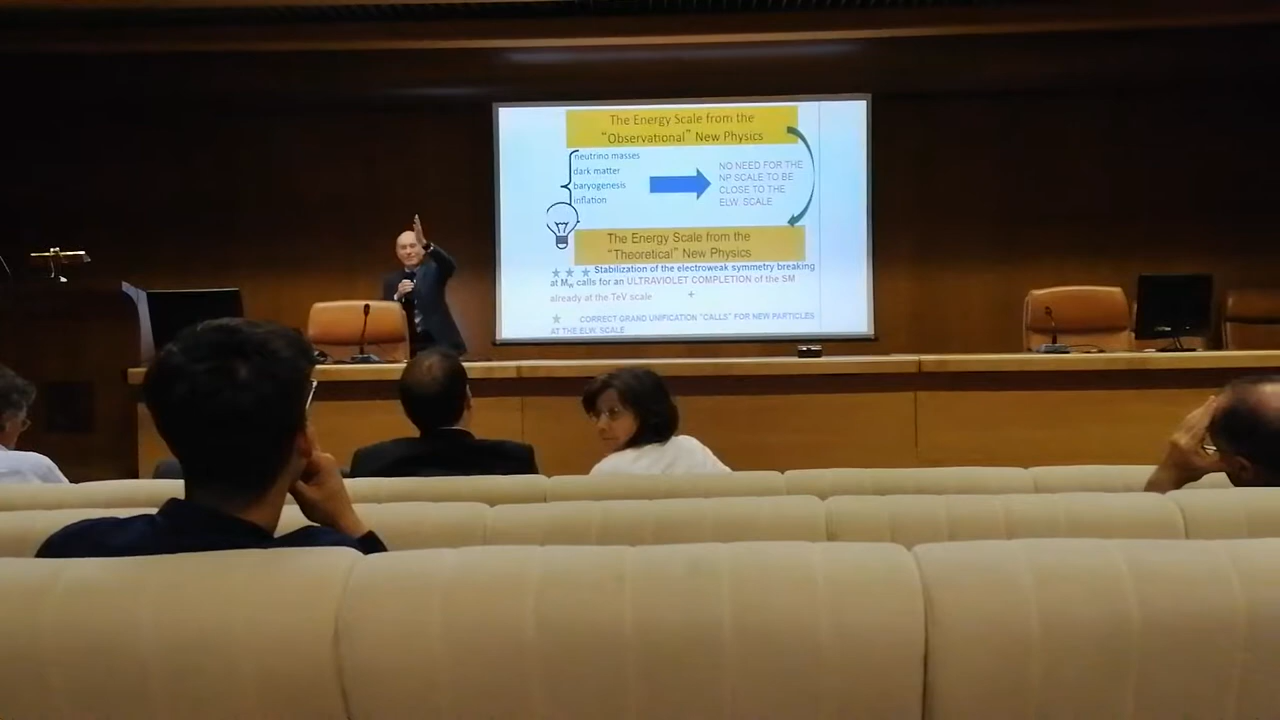 The Energy Scale from the
“Observational” New Physics
neutrino masses
dark matter
baryogenesis
inflation
NO NEED FOR THE
NP SCALE TO BE
CLOSE TO THE
ELW. SCALE
The Energy Scale from the
“Theoretical” New Physics
Stabilization of the electroweak symmetry breaking
at MW calls for an ULTRAVIOLET COMPLETION of the SM
already at the TeV scale
+
CORRECT GRAND UNIFICATION “CALLS” FOR NEW PARTICLES
AT THE ELW. SCALE